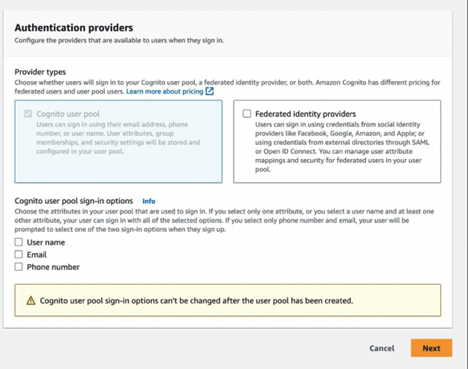 Authentication providers
Configure the providers that are available to users when they sign in.
Provider types
Choose whether users will sign in to your Cognito user pool, a federated identity provider, or both. Amazon Cognito has different pricing for
federated users and user pool users. Learn more about pricing
Cognito user pool
Users can sign in using their email address, phone
number, or user name. User attributes, group
memberships, and security settings will be stored and
configured in your user pool.
Federated identity providers
Users can sign in using credentials from social identity
providers like Facebook, Google, Amazon, and Apple; or
using credentials from external directories through SAML
or Open ID Connect. You can manage user attribute
mappings and security for federated users in your user
pool.
Cognito user pool sign-in options Info
Choose the attributes in your user pool that are used to sign in. If you select only one attribute, or you select a user name and at least one
other attribute, your user can sign in with all of the selected options. If you select only phone number and email, your user will be
prompted to select one of the two sign-in options when they sign up.
User name
Email
Phone number
Cognito user pool sign-in options can't be changed after the user pool has been created.
Cancel
Next